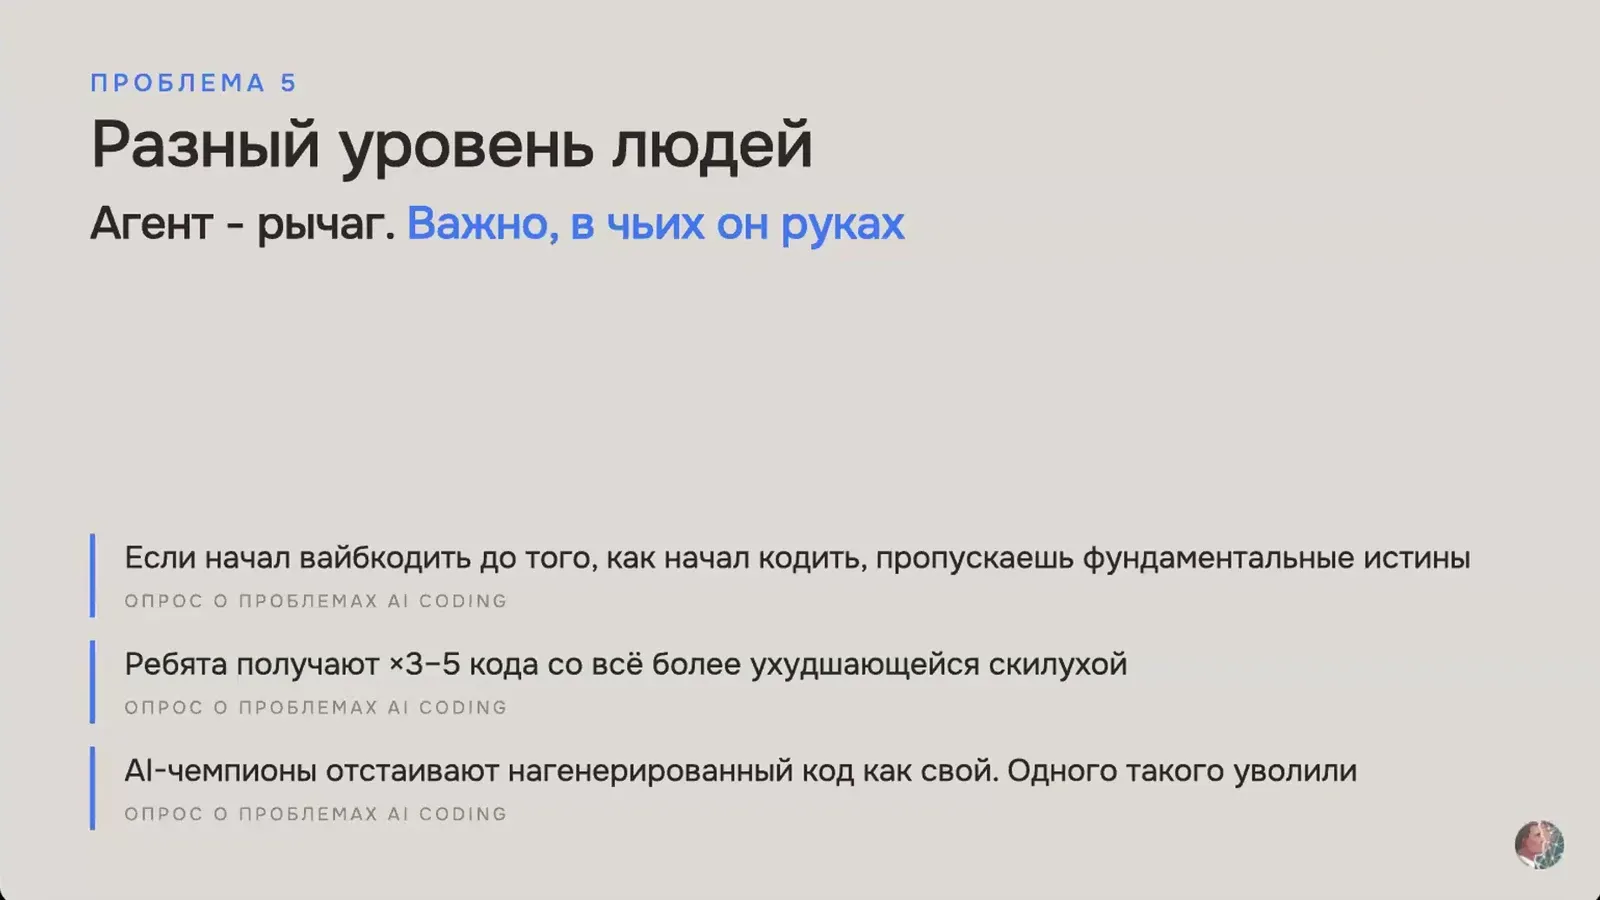 ПРОБЛЕМА 5
Разный уровень людей
Агент - рычаг. Важно, в чьих он руках
Если начал вайбкодить до того, как начал кодить, пропускаешь фундаментальные истины
ОПРОС О ПРОБЛЕМАХ AI CODING
Ребята получают ×3–5 кода со всё более ухудшающейся скилухой
ОПРОС О ПРОБЛЕМАХ AI CODING
AI-чемпионы отстаивают нагенерированный код как свой. Одного такого уволили
ОПРОС О ПРОБЛЕМАХ AI CODING